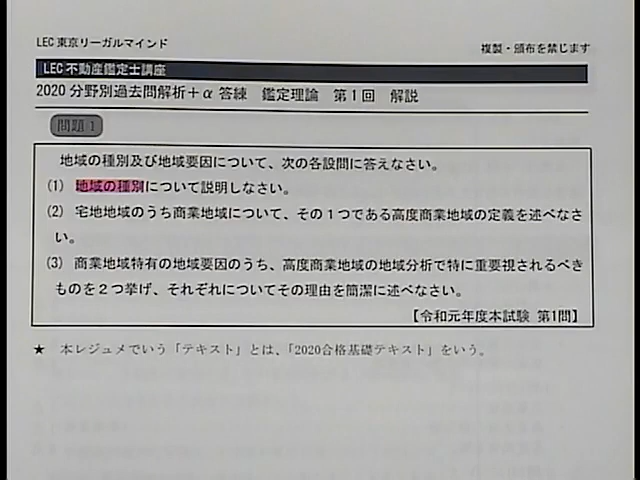 LEC 東京リーガルマインド
複製・頒布を禁じます
LEC 不動産鑑定士講座
2020 分野別過去問解析+α 答練 鑑定理論 第1回 解説
問題 1
地域の種別及び地域要因について、次の各設問に答えなさい。
(1) 地域の種別について説明しなさい。
(2) 宅地地域のうち商業地域について、その1つである高度商業地域の定義を述べなさ
い。
(3) 商業地域特有の地域要因のうち、高度商業地域の地域分析で特に重要視されるべき
ものを2つ挙げ、それぞれについてその理由を簡潔に述べなさい。
【令和元年度本試験 第1問】
★ 本レジュメでいう「テキスト」とは、「2020合格基礎テキスト」をいう。